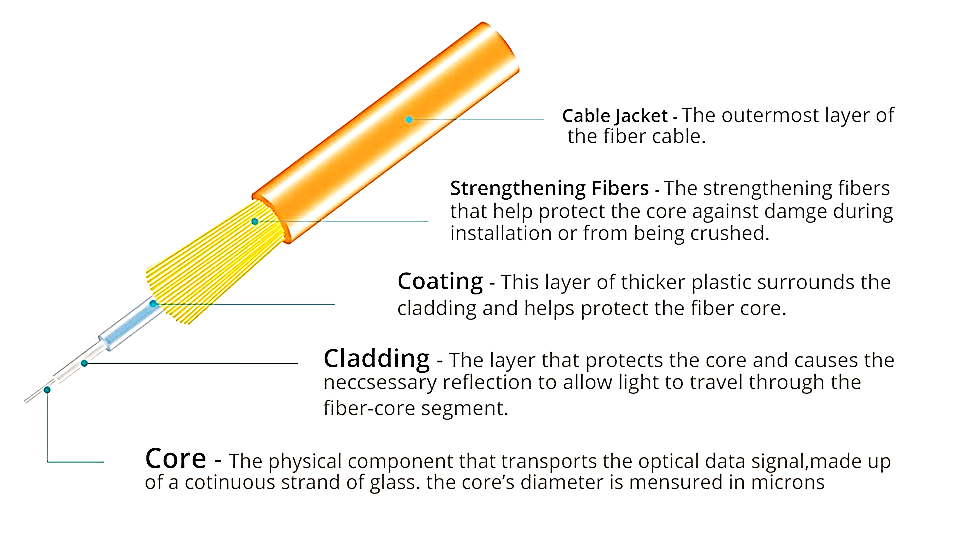 Cable Jacket - The outermost layer of
the fiber cable.
Strengthening Fibers - The strengthening fibers
that help protect the core against damge during
installation or from being crushed.
Coating - This layer of thicker plastic surrounds the
cladding and helps protect the fiber core.
Cladding - The layer that protects the core and causes the
neccsessary reflection to allow light to travel through the
fiber-core segment.
Core - The physical component that transports the optical data signal,made up
of a cotinuous strand of glass. the core's diameter is mensured in microns